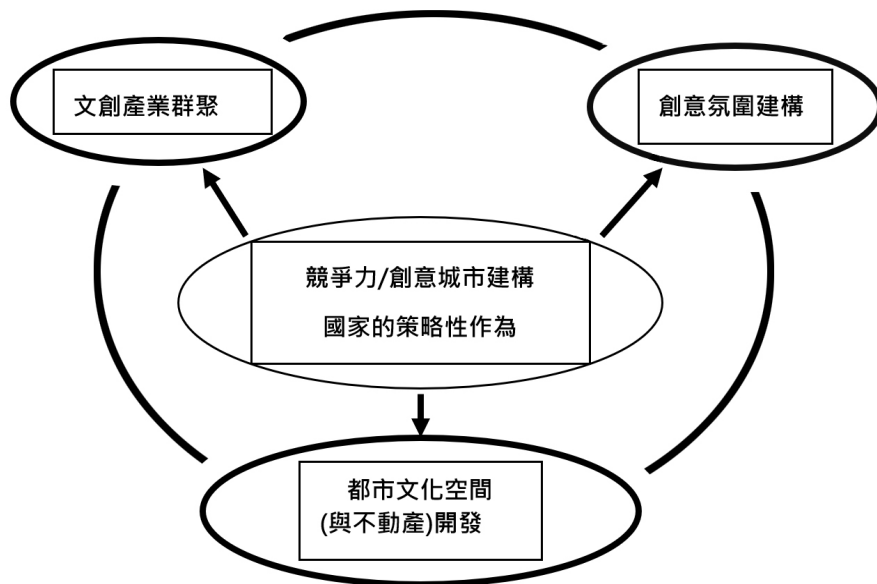 文創產業群聚
創意氛圍建構
競爭力/創意城市建構
國家的策略性作為
都市文化空間
(與不動產)開發